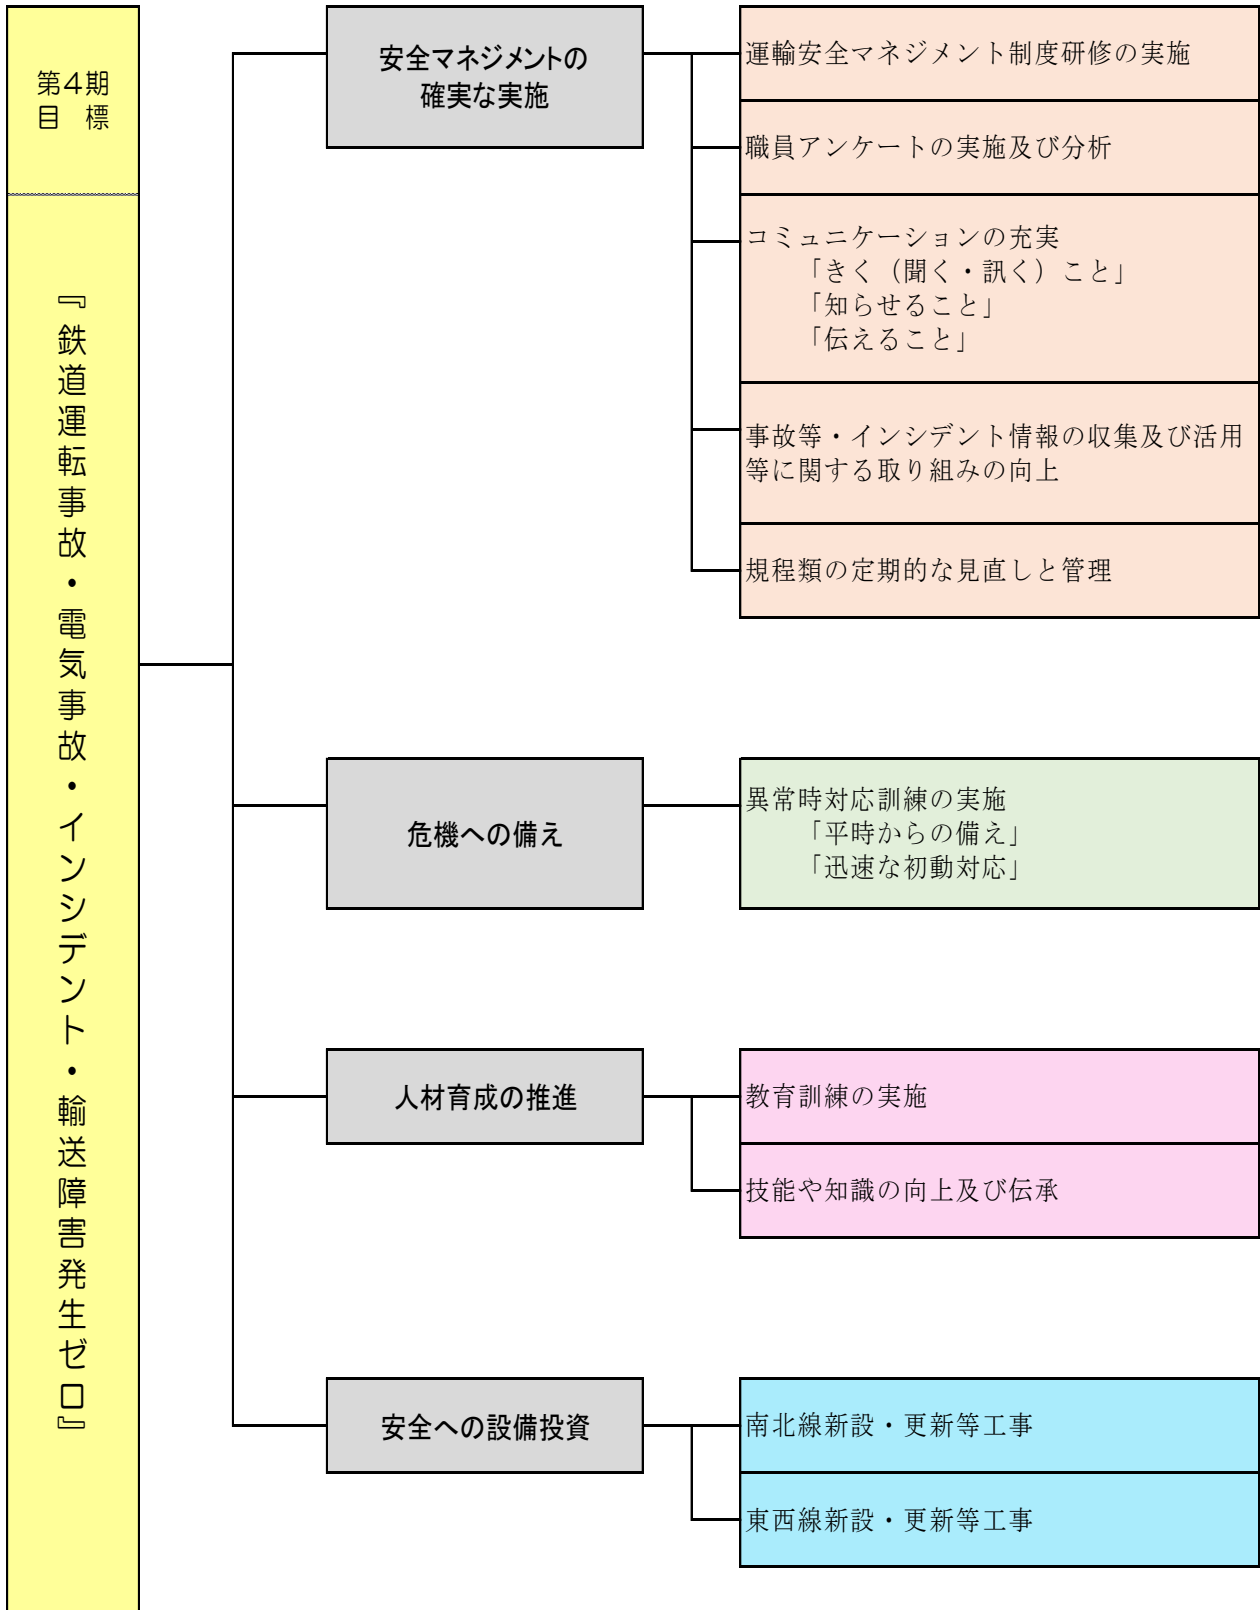 第4期
目　標
『鉄道運転事故・電気事故・インシデント・輸送障害発生ゼロ』
安全マネジメントの
確実な実施
運輸安全マネジメント制度研修の実施
職員アンケートの実施及び分析
コミュニケーションの充実
「きく（聞く・訊く）こと」
「知らせること」
「伝えること」
事故等・インシデント情報の収集及び活用
等に関する取り組みの向上
規程類の定期的な見直しと管理
危機への備え
異常時対応訓練の実施
「平時からの備え」
「迅速な初動対応」
人材育成の推進
教育訓練の実施
技能や知識の向上及び伝承
安全への設備投資
南北線新設・更新等工事
東西線新設・更新等工事